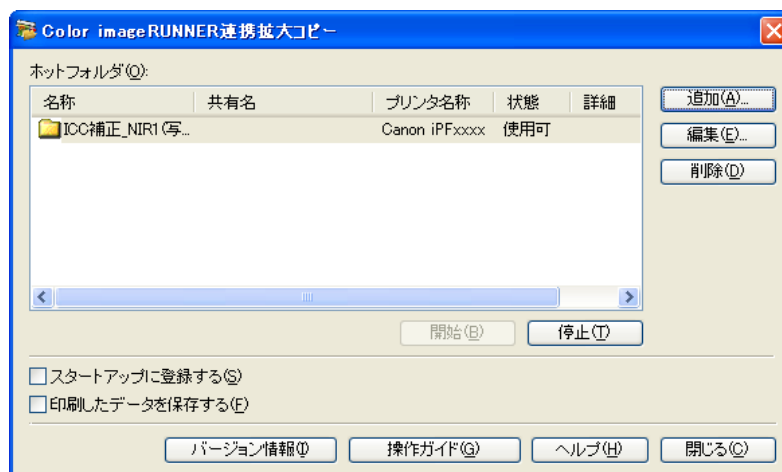 Color imageRUNNER連携拡大コピー
ホットフォルダ(O):
名称 共有名 プリンタ名称 状態 詳細
ICC補正_NIR1(写... Canon iPFxxxx 使用可
追加(A)...
編集(E)...
削除(D)
開始(B) 停止(T)
スタートアップに登録する(S)
印刷したデータを保存する(F)
バージョン情報(I) 操作ガイド(G) ヘルプ(H) 閉じる(C)